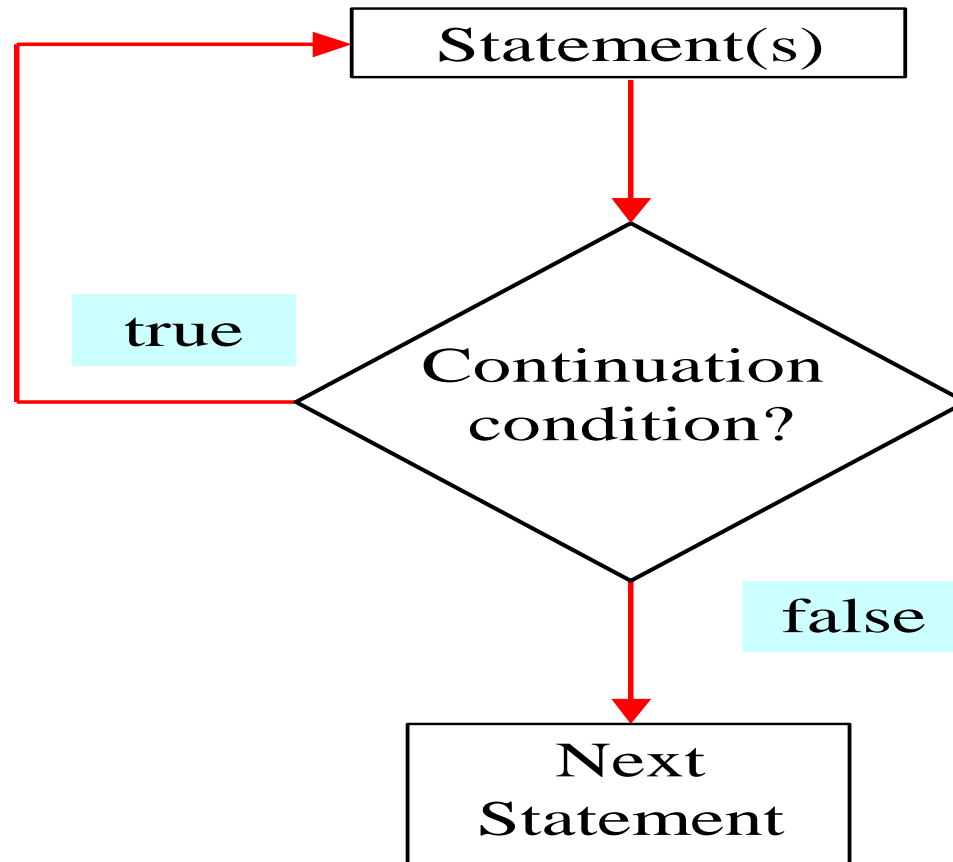 Statement(s)
true
Continuation
condition?
false
Next
Statement